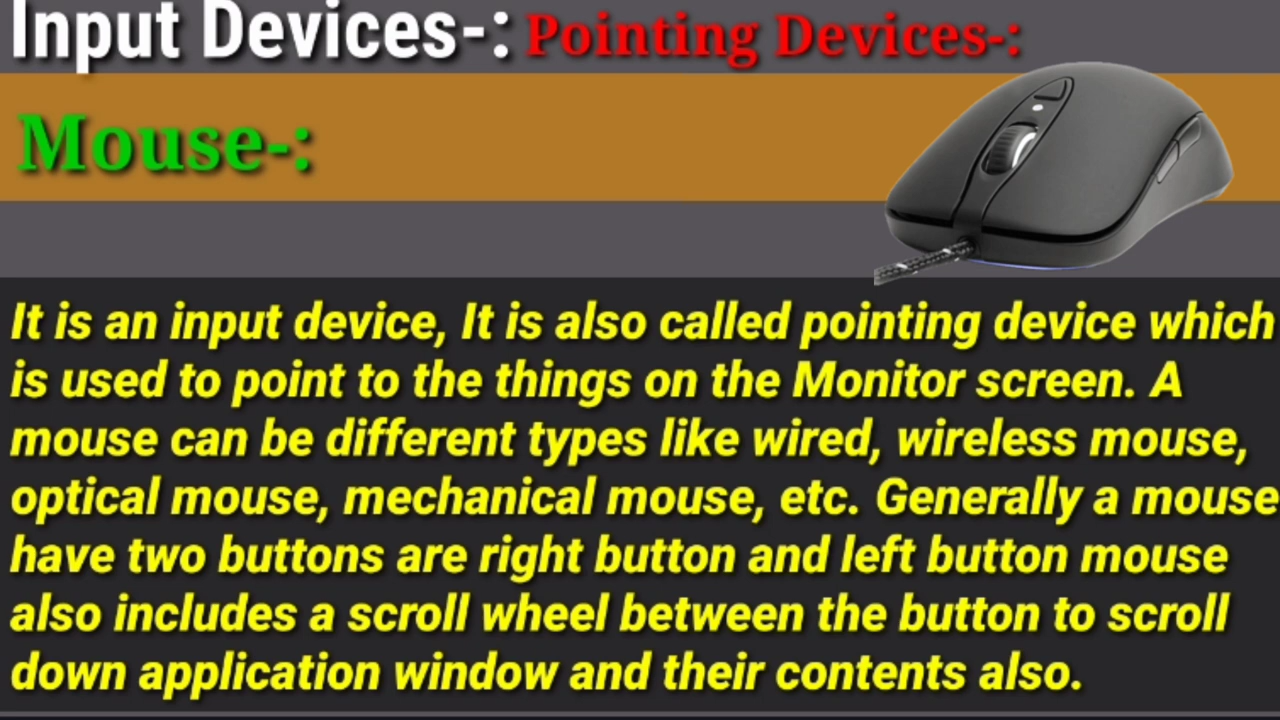 Input Devices-: Pointing Devices-:
Mouse-:
It is an input device, It is also called pointing device which
is used to point to the things on the Monitor screen. A
mouse can be different types like wired, wireless mouse,
optical mouse, mechanical mouse, etc. Generally a mouse
have two buttons are right button and left button mouse
also includes a scroll wheel between the button to scroll
down application window and their contents also.